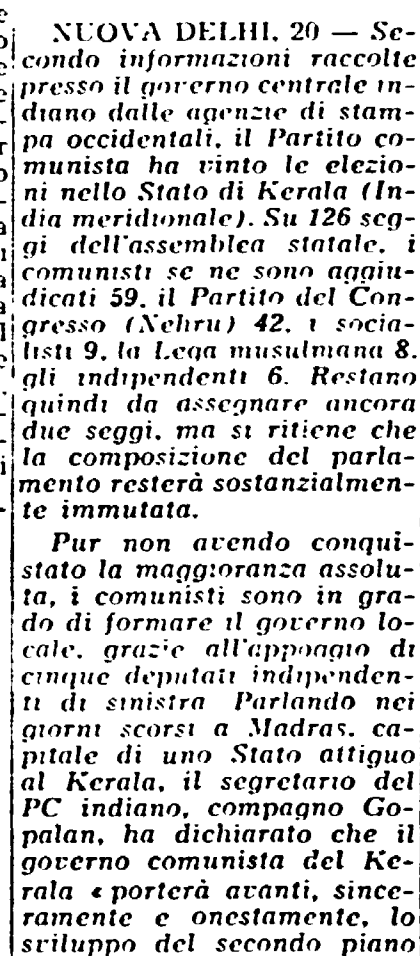 NUOVA DELHI, 20 — Se-
condo informazioni raccolte
presso il governo centrale in-
diano dalle agenzie di stam-
pa occidentali, il Partito co-
munista ha vinto le elezio-
ni nello Stato di Kerala (In-
dia meridionale). Su 126 seg-
gi dell'assemblea statale, i
comunisti se ne sono aggiu-
dicati 59, il Partito del Con-
gresso (Nehru) 42, i socia-
listi 9, la Lega musulmana 8,
gli indipendenti 6. Restano
quindi da assegnare ancora
due seggi, ma si ritiene che
la composizione del parla-
mento resterà sostanzialmen-
te immutata.
Pur non avendo conqui-
stato la maggioranza assolu-
ta, i comunisti sono in gra-
do di formare il governo lo-
cale, grazie all'appoggio di
cinque deputati indipenden-
ti di sinistra Parlando nei
giorni scorsi a Madras, ca-
pitale di uno Stato attiguo
al Kerala, il segretario del
PC indiano, compagno Go-
palan, ha dichiarato che il
governo comunista del Ke-
rala « porterà avanti, since-
ramente e onestamente, lo
sviluppo del secondo piano